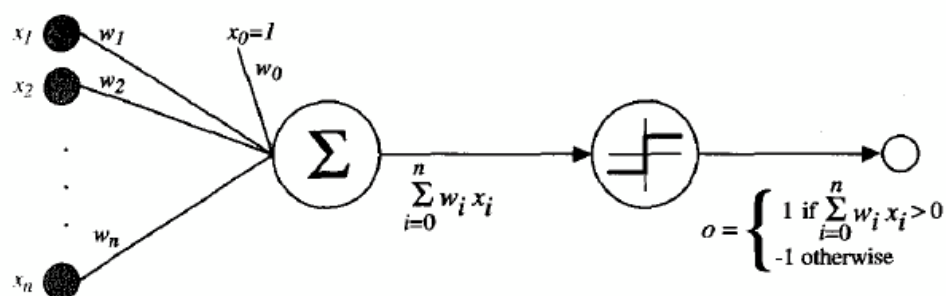 x₁ w₁ x₀=1
x₂ w₂ w₀
Σ
n
Σ wᵢ xᵢ
i=0
wₙ
xₙ
n
o = { 1 if Σ wᵢ xᵢ > 0
i=0
-1 otherwise